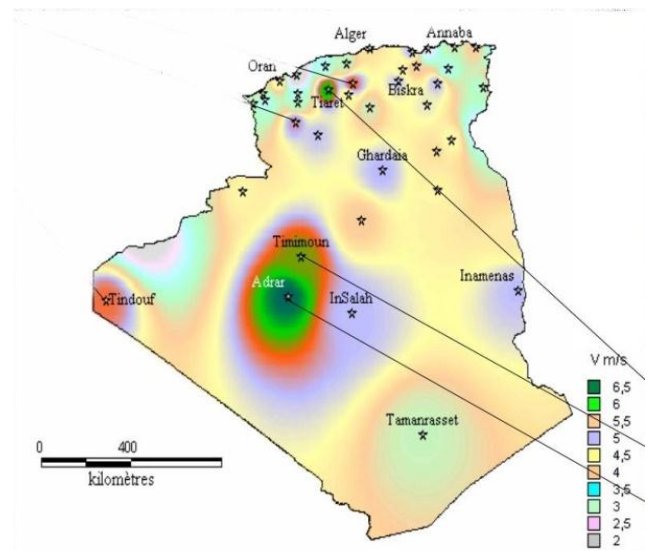 Alger
Annaba
Oran
Tiaret
Biskra
Ghardaia
Timimoun
Adrar
Tindouf
InSalah
Inamenas
Tamanrasset
0 400
kilomètres
V m/s
6,5
6
5,5
5
4,5
4
3,5
3
2,5
2